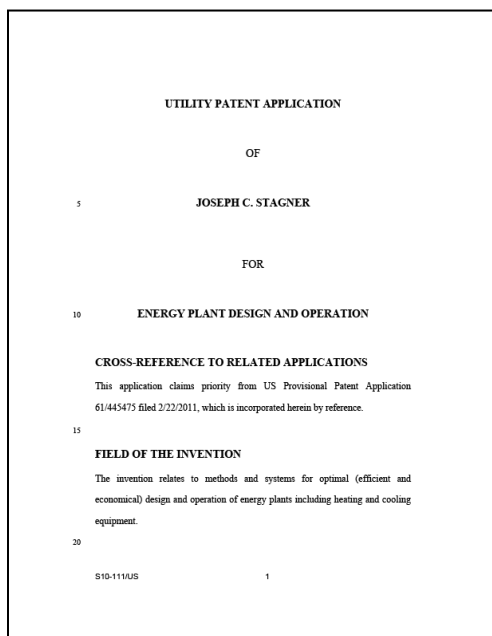 UTILITY PATENT APPLICATION
OF
5 JOSEPH C. STAGNER
FOR
10 ENERGY PLANT DESIGN AND OPERATION
CROSS-REFERENCE TO RELATED APPLICATIONS
This application claims priority from US Provisional Patent Application
61/445475 filed 2/22/2011, which is incorporated herein by reference.
15
FIELD OF THE INVENTION
The invention relates to methods and systems for optimal (efficient and
economical) design and operation of energy plants including heating and cooling
equipment.
20
S10-111/US 1